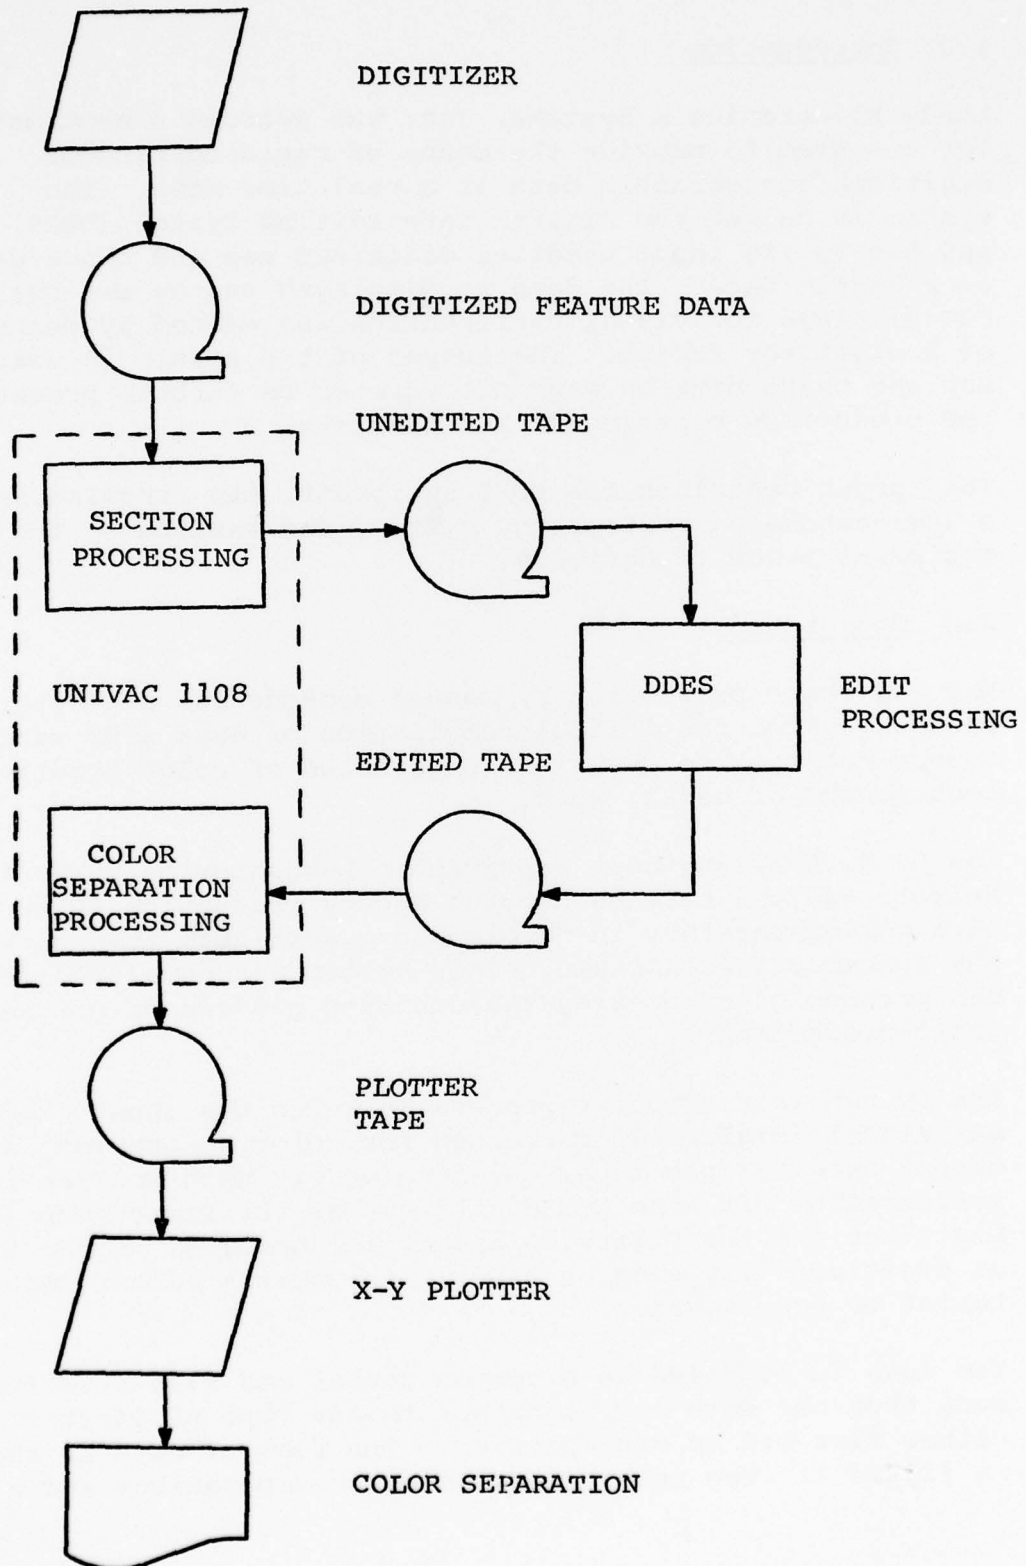 DIGITIZER
DIGITIZED FEATURE DATA
UNEDITED TAPE
SECTION
PROCESSING
DDES
EDIT
PROCESSING
UNIVAC 1108
EDITED TAPE
COLOR
SEPARATION
PROCESSING
PLOTTER
TAPE
X-Y PLOTTER
COLOR SEPARATION